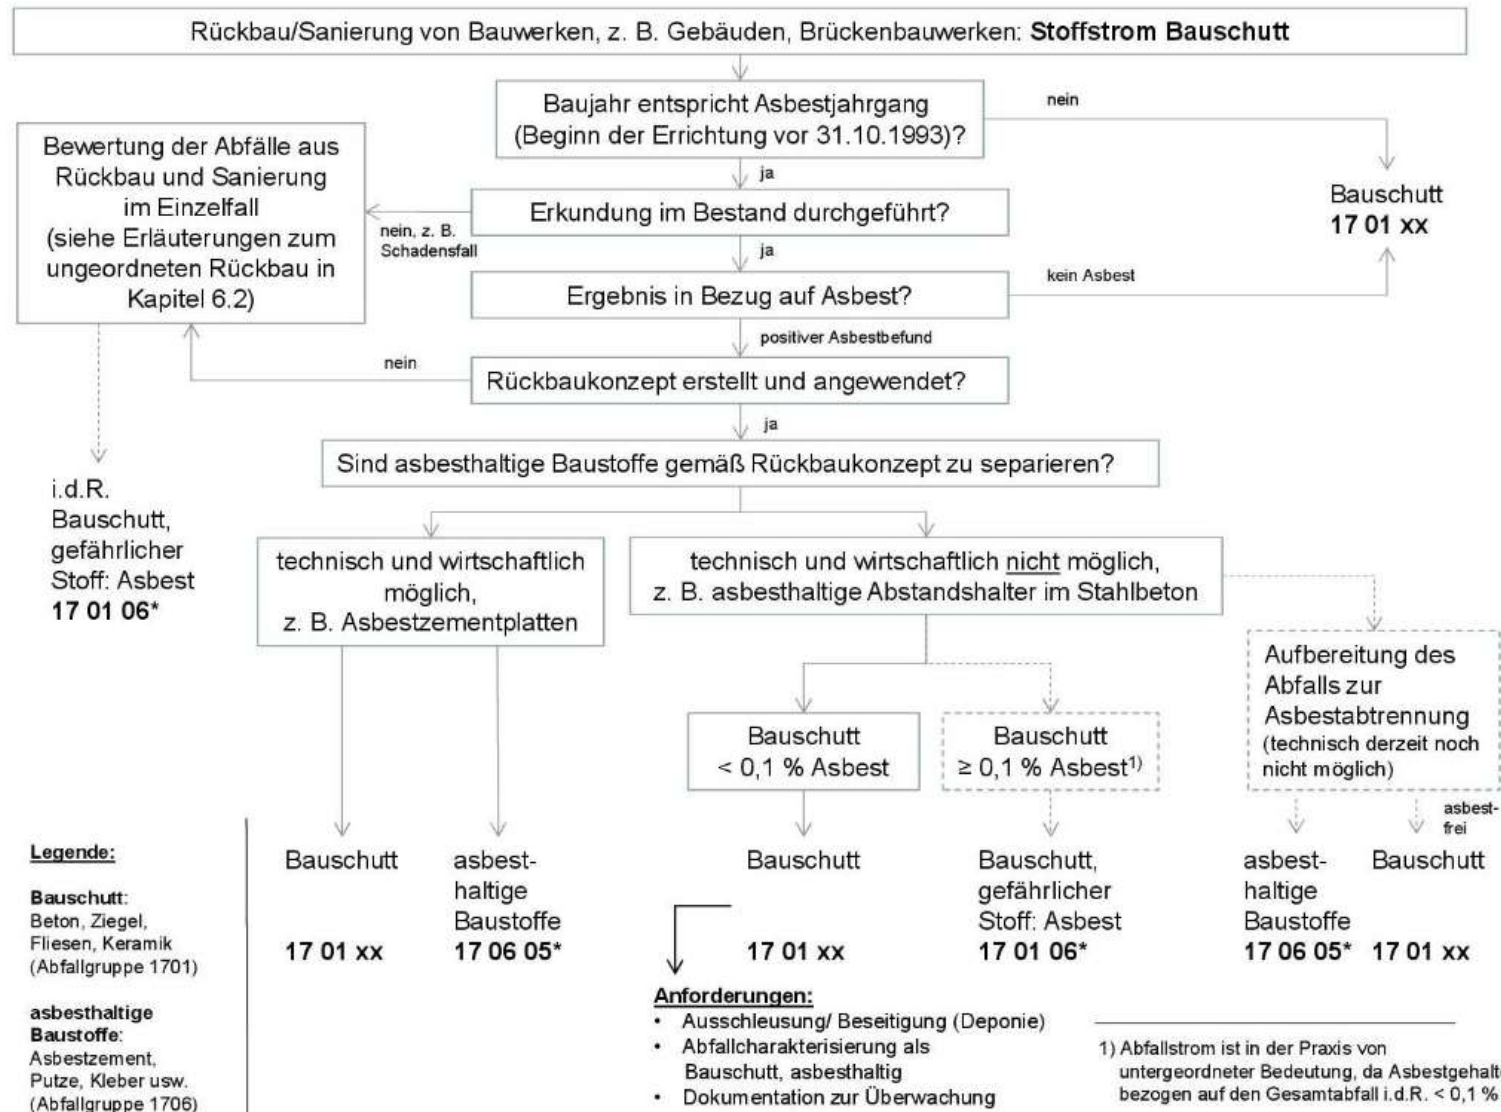 Rückbau/Sanierung von Bauwerken, z. B. Gebäuden, Brückenbauwerken: Stoffstrom Bauschutt
Baujahr entspricht Asbestjahrgang
(Beginn der Errichtung vor 31.10.1993)?
nein
ja
Bauschutt
17 01 xx
Bewertung der Abfälle aus
Rückbau und Sanierung
im Einzelfall
(siehe Erläuterungen zum
ungeordneten Rückbau in
Kapitel 6.2)
Erkundung im Bestand durchgeführt?
nein, z. B.
Schadensfall
ja
Ergebnis in Bezug auf Asbest?
kein Asbest
positiver Asbestbefund
nein
Rückbaukonzept erstellt und angewendet?
ja
Sind asbesthaltige Baustoffe gemäß Rückbaukonzept zu separieren?
i.d.R.
Bauschutt,
gefährlicher
Stoff: Asbest
17 01 06*
technisch und wirtschaftlich
möglich,
z. B. Asbestzementplatten
technisch und wirtschaftlich nicht möglich,
z. B. asbesthaltige Abstandshalter im Stahlbeton
Bauschutt
< 0,1 % Asbest
Bauschutt
≥ 0,1 % Asbest1)
Aufbereitung des
Abfalls zur
Asbestabtrennung
(technisch derzeit noch
nicht möglich)
asbest-
frei
Bauschutt
17 01 xx
asbest-
haltige
Baustoffe
17 06 05*
Bauschutt
17 01 xx
Bauschutt,
gefährlicher
Stoff: Asbest
17 01 06*
asbest-
haltige
Baustoffe
17 06 05*
Bauschutt
17 01 xx
Legende:
Bauschutt:
Beton, Ziegel,
Fliesen, Keramik
(Abfallgruppe 1701)
asbesthaltige
Baustoffe:
Asbestzement,
Putze, Kleber usw.
(Abfallgruppe 1706)
Anforderungen:
• Ausschleusung/ Beseitigung (Deponie)
• Abfallcharakterisierung als
Bauschutt, asbesthaltig
• Dokumentation zur Überwachung
1) Abfallstrom ist in der Praxis von
untergeordneter Bedeutung, da Asbestgehalt
bezogen auf den Gesamtabfall i.d.R. < 0,1 %